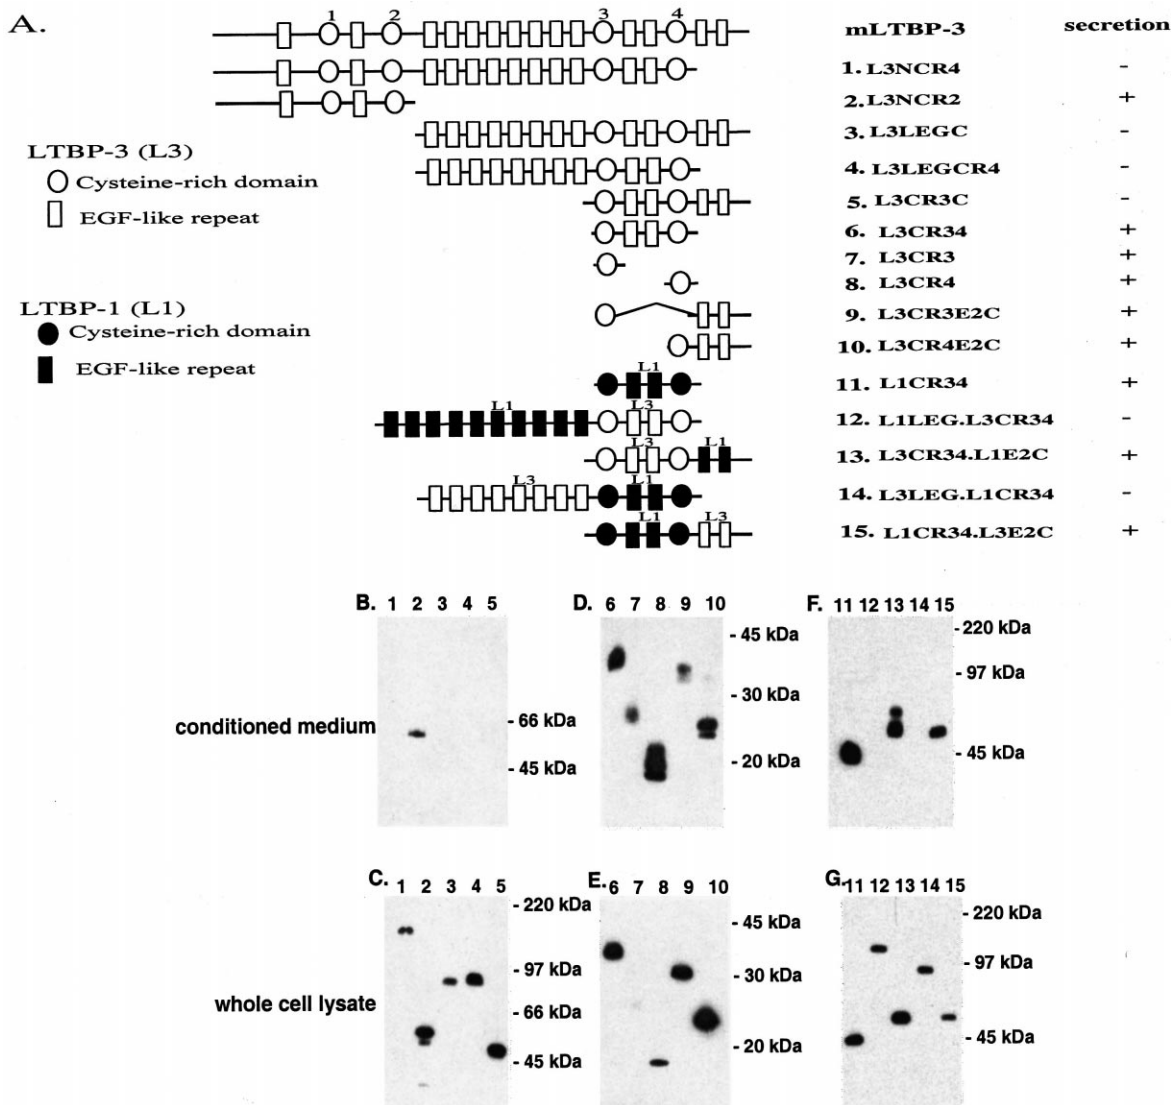 A.
1 2 3 4 mLTBP-3 secretion
1. L3NCR4 -
2. L3NCR2 +
3. L3LEGC -
LTBP-3 (L3)
Cysteine-rich domain
EGF-like repeat
4. L3LEGCR4 -
5. L3CR3C -
6. L3CR34 +
7. L3CR3 +
8. L3CR4 +
LTBP-1 (L1)
Cysteine-rich domain
EGF-like repeat
9. L3CR3E2C +
10. L3CR4E2C +
L1
11. L1CR34 +
L1 L3
12. L1LEG.L3CR34 -
L3 L1
13. L3CR34.L1E2C +
L3 L1
14. L3LEG.L1CR34 -
L1 L3
15. L1CR34.L3E2C +
conditioned medium
B. 1 2 3 4 5
- 66 kDa
- 45 kDa
D. 6 7 8 9 10
- 45 kDa
- 30 kDa
- 20 kDa
F. 11 12 13 14 15
- 220 kDa
- 97 kDa
- 45 kDa
whole cell lysate
C. 1 2 3 4 5
- 220 kDa
- 97 kDa
- 66 kDa
- 45 kDa
E. 6 7 8 9 10
- 45 kDa
- 30 kDa
- 20 kDa
G. 11 12 13 14 15
- 220 kDa
- 97 kDa
- 45 kDa